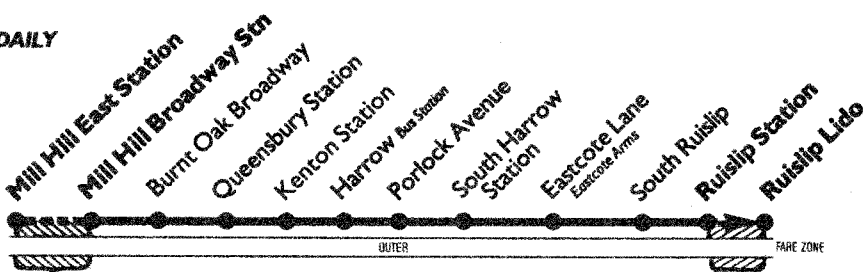 DAILY
Mill Hill East Station
Mill Hill Broadway Stn
Burnt Oak Broadway
Queensbury Station
Kenton Station
Harrow Bus Station
Porlock Avenue
South Harrow
Station
Eastcote Lane
Eastcote Arms
South Ruislip
Ruislip Station
Ruislip Lido
OUTER
FARE ZONE